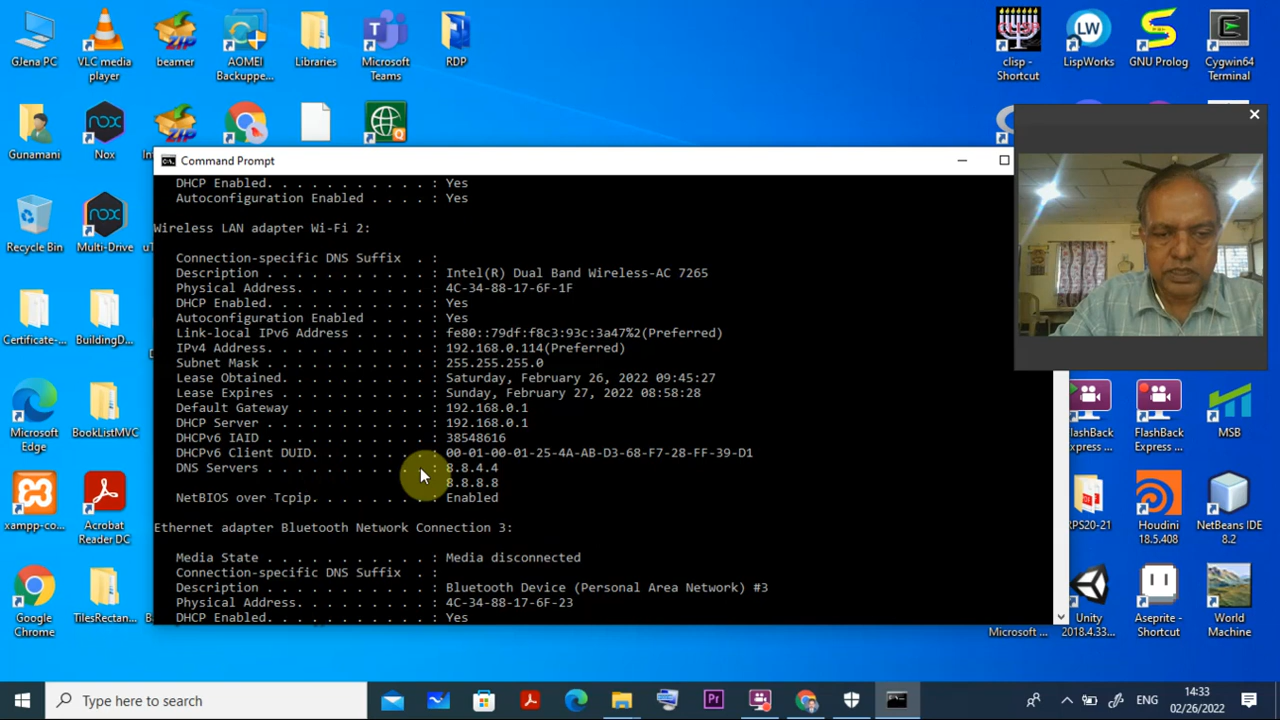 GJena PC
VLC media
player
beamer
AOMEI
Backuppe...
Libraries
Microsoft
Teams
RDP
clisp -
Shortcut
LispWorks
GNU Prolog
Cygwin64
Terminal
Gunamani
Nox
Recycle Bin
Multi-Drive
Certificate-...
BuildingD...
Microsoft
Edge
BookListMVC
xampp-co...
Acrobat
Reader DC
Google
Chrome
TilesRectan...
Command Prompt
DHCP Enabled. . . . . . . . . . . : Yes
Autoconfiguration Enabled . . . . : Yes
Wireless LAN adapter Wi-Fi 2:
Connection-specific DNS Suffix  . :
Description . . . . . . . . . . . : Intel(R) Dual Band Wireless-AC 7265
Physical Address. . . . . . . . . : 4C-34-88-17-6F-1F
DHCP Enabled. . . . . . . . . . . : Yes
Autoconfiguration Enabled . . . . : Yes
Link-local IPv6 Address . . . . . : fe80::79df:f8c3:93c:3a47%2(Preferred)
IPv4 Address. . . . . . . . . . . : 192.168.0.114(Preferred)
Subnet Mask . . . . . . . . . . . : 255.255.255.0
Lease Obtained. . . . . . . . . . : Saturday, February 26, 2022 09:45:27
Lease Expires . . . . . . . . . . : Sunday, February 27, 2022 08:58:28
Default Gateway . . . . . . . . . : 192.168.0.1
DHCP Server . . . . . . . . . . . : 192.168.0.1
DHCPv6 IAID . . . . . . . . . . . : 38548616
DHCPv6 Client DUID. . . . . . . . : 00-01-00-01-25-4A-AB-D3-68-F7-28-FF-39-D1
DNS Servers . . . . . . . . . . . : 8.8.4.4
8.8.8.8
NetBIOS over Tcpip. . . . . . . . : Enabled
Ethernet adapter Bluetooth Network Connection 3:
Media State . . . . . . . . . . . : Media disconnected
Connection-specific DNS Suffix  . :
Description . . . . . . . . . . . : Bluetooth Device (Personal Area Network) #3
Physical Address. . . . . . . . . : 4C-34-88-17-6F-23
DHCP Enabled. . . . . . . . . . . : Yes
FlashBack
Express ...
FlashBack
Express ...
MSB
RPS20-21
Houdini
18.5.408
NetBeans IDE
8.2
Microsoft ...
Unity
2018.4.33...
Aseprite -
Shortcut
World
Machine
Type here to search
ENG
14:33
02/26/2022